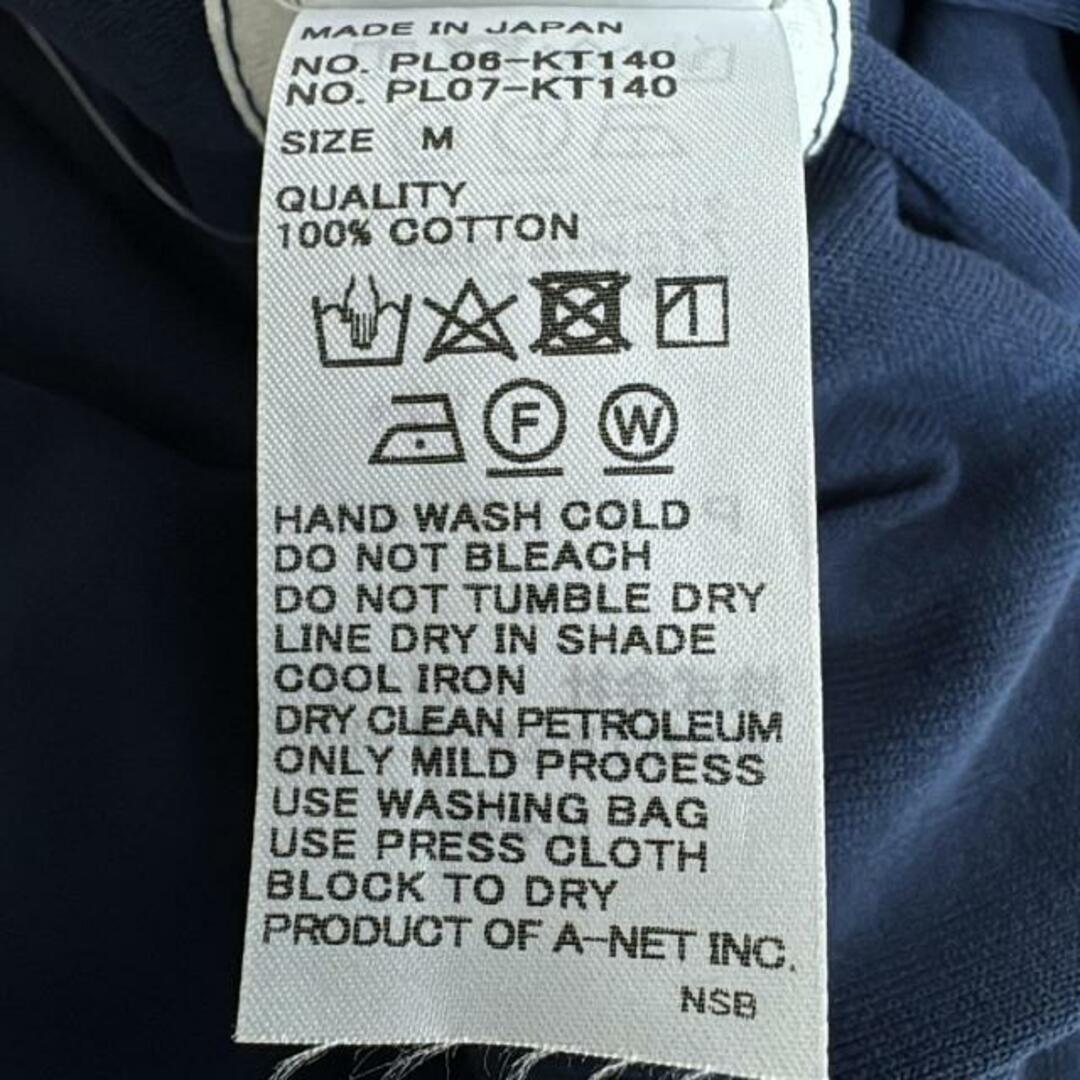 MADE IN JAPAN
NO. PL06-KT140
NO. PL07-KT140
SIZE M
QUALITY
100% COTTON
F W
HAND WASH COLD
DO NOT BLEACH
DO NOT TUMBLE DRY
LINE DRY IN SHADE
COOL IRON
DRY CLEAN PETROLEUM
ONLY MILD PROCESS
USE WASHING BAG
USE PRESS CLOTH
BLOCK TO DRY
PRODUCT OF A-NET INC.
NSB